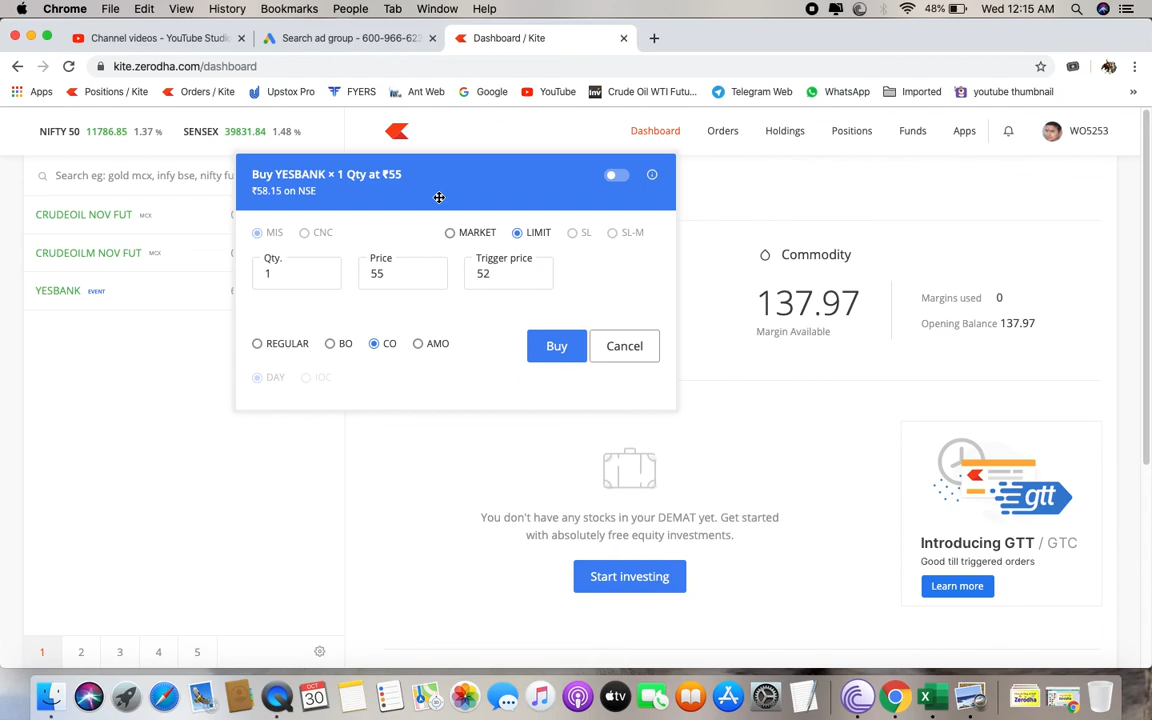 Chrome File Edit View History Bookmarks People Tab Window Help 48% Wed 12:15 AM
Channel videos - YouTube Studi
Search ad group - 600-966-622
Dashboard / Kite
kite.zerodha.com/dashboard
Apps Positions / Kite Orders / Kite Upstox Pro FYERS Ant Web Google YouTube Crude Oil WTI Futu... Telegram Web WhatsApp Imported youtube thumbnail »
NIFTY 50 11786.85 1.37 % SENSEX 39831.84 1.48 %
Dashboard Orders Holdings Positions Funds Apps WO5253
Search eg: gold mcx, infy bse, nifty fu
CRUDEOIL NOV FUT MCX
CRUDEOILM NOV FUT MCX
YESBANK EVENT
Buy YESBANK × 1 Qty at ₹55
₹58.15 on NSE
MIS CNC MARKET LIMIT SL SL-M
Qty. Price Trigger price
1 55 52
REGULAR BO CO AMO
Buy Cancel
DAY IOC
Commodity
137.97
Margin Available
Margins used 0
Opening Balance 137.97
You don't have any stocks in your DEMAT yet. Get started
with absolutely free equity investments.
Start investing
gtt
Introducing GTT / GTC
Good till triggered orders
Learn more
1 2 3 4 5
OCT
30
tv
Zerodha